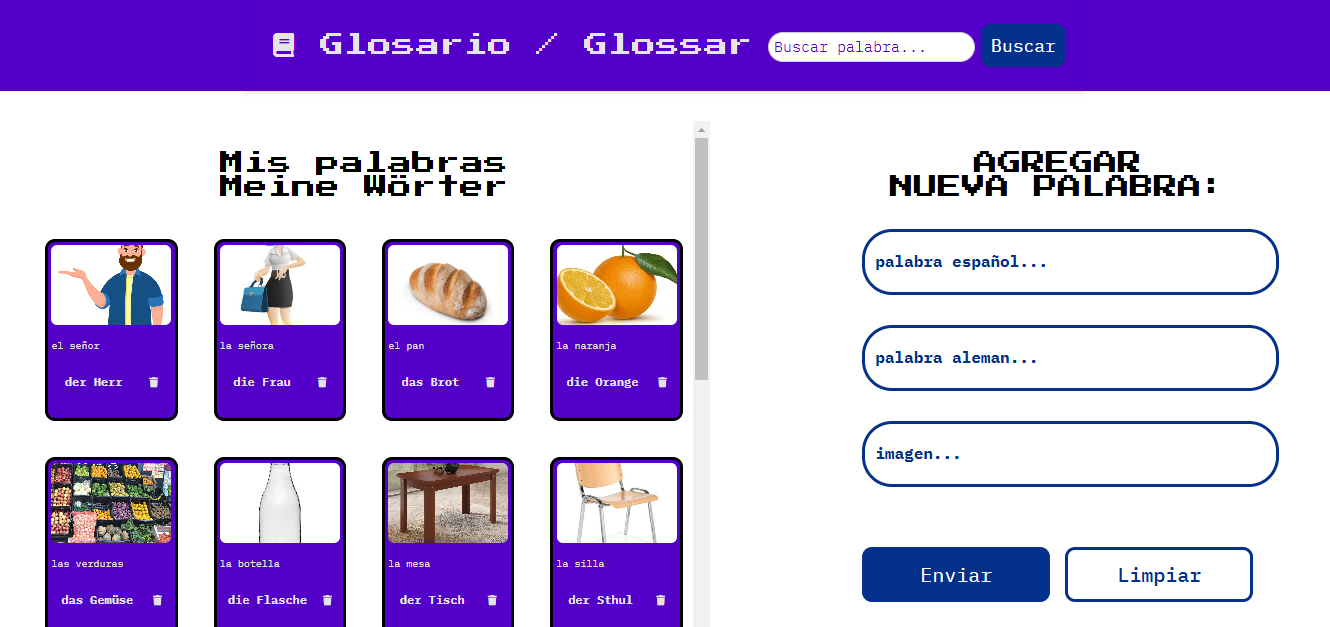 Glosario / Glossar
Buscar palabra...
Buscar
Mis palabras
Meine Wörter
el señor
der Herr
la señora
die Frau
el pan
das Brot
la naranja
die Orange
las verduras
das Gemüse
la botella
die Flasche
la mesa
der Tisch
la silla
der Sthul
AGREGAR
NUEVA PALABRA:
palabra español...
palabra aleman...
imagen...
Enviar
Limpiar